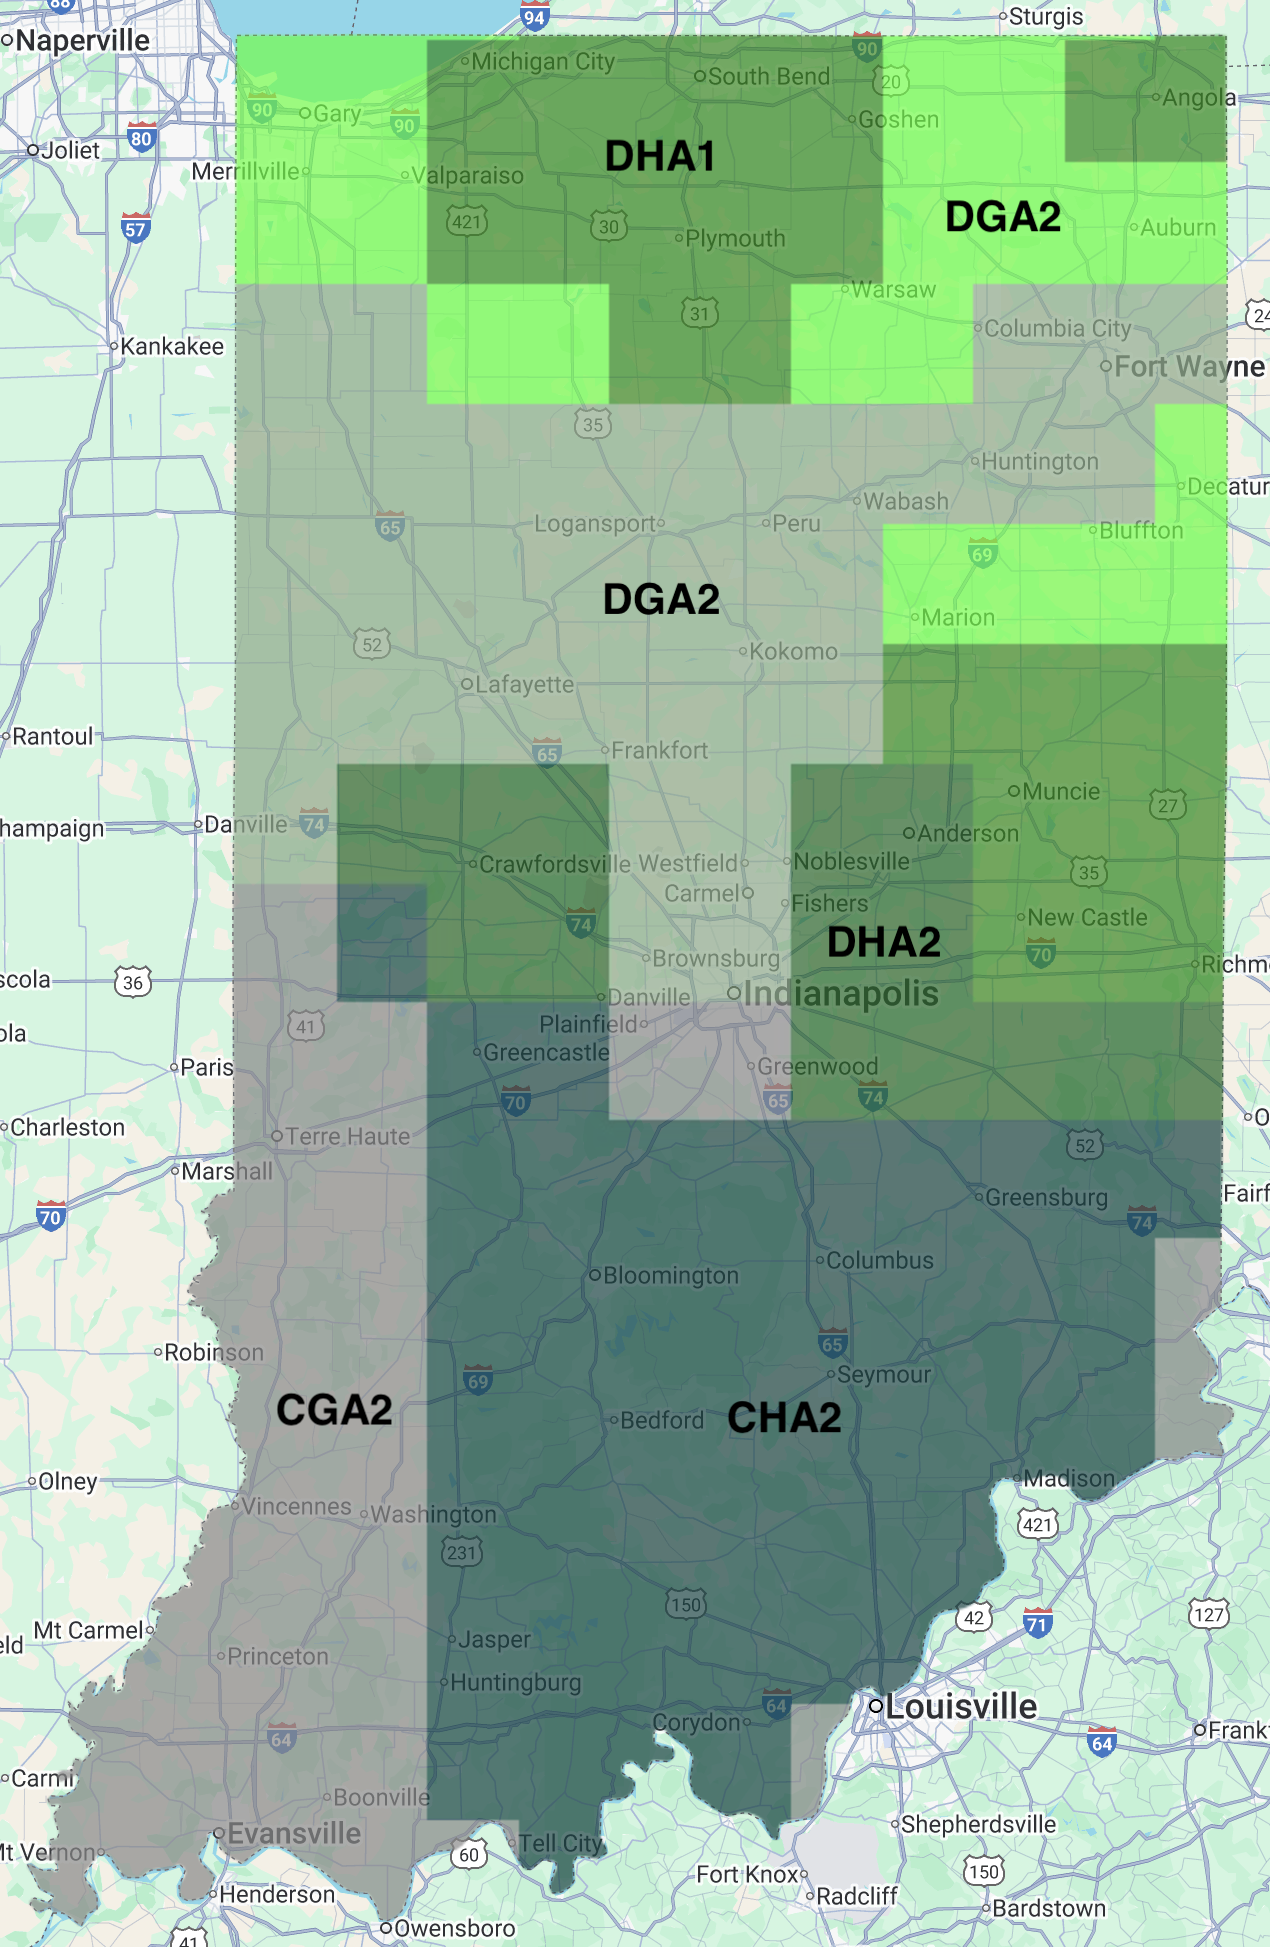 88
94
Sturgis
Naperville
90
Michigan City
South Bend
20
Angola
90
Gary
90
Goshen
80
Joliet
DHA1
Merrillville
Valparaiso
57
421
30
Plymouth
DGA2
Auburn
Warsaw
31
24
Kankakee
Columbia City
Fort Wayne
35
Huntington
Decatur
65
Logansport
Peru
Wabash
Bluffton
69
DGA2
Marion
52
Kokomo
Lafayette
Rantoul
65
Frankfort
Muncie
27
hampaign
Danville
74
Anderson
Crawfordsville
Westfield
Noblesville
35
Carmel
Fishers
74
New Castle
DHA2
70
Brownsburg
Richm
scola
36
Danville
Indianapolis
41
Plainfield
ola
Greencastle
Paris
Greenwood
70
65
74
O
Charleston
Terre Haute
52
Marshall
Greensburg
Fairf
70
74
Columbus
Bloomington
65
Robinson
69
Seymour
CGA2
Bedford
CHA2
Olney
Madison
Vincennes
Washington
421
231
150
42
71
127
Mt Carmel
eld
Jasper
Princeton
Huntingburg
64
Louisville
Corydon
64
64
Frankf
Carmi
Boonville
Evansville
Shephersdville
Mt Vernon
60
Tell City
Fort Knox
150
Henderson
Radcliff
Bardstown
Owensboro
41